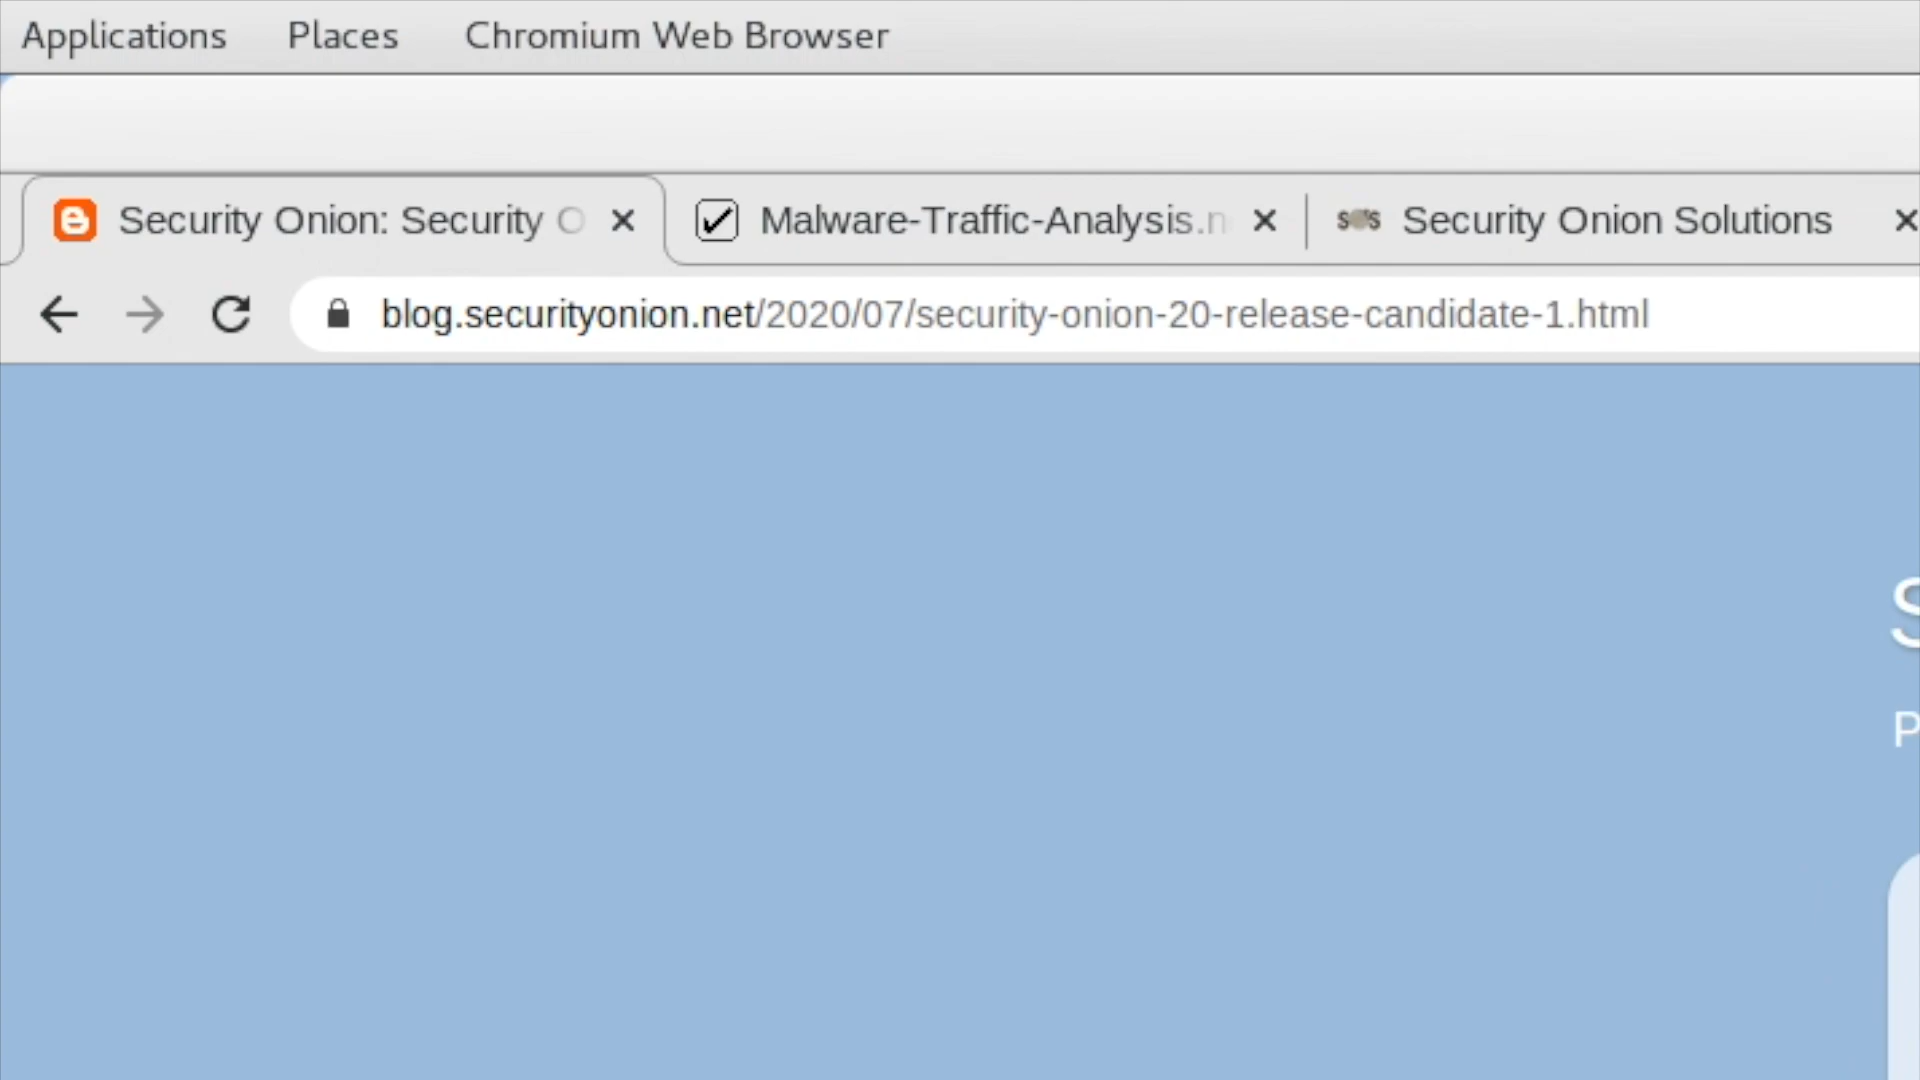 Applications Places Chromium Web Browser
Security Onion: Security O Malware-Traffic-Analysis.n SOS Security Onion Solutions
blog.securityonion.net/2020/07/security-onion-20-release-candidate-1.html
S
P